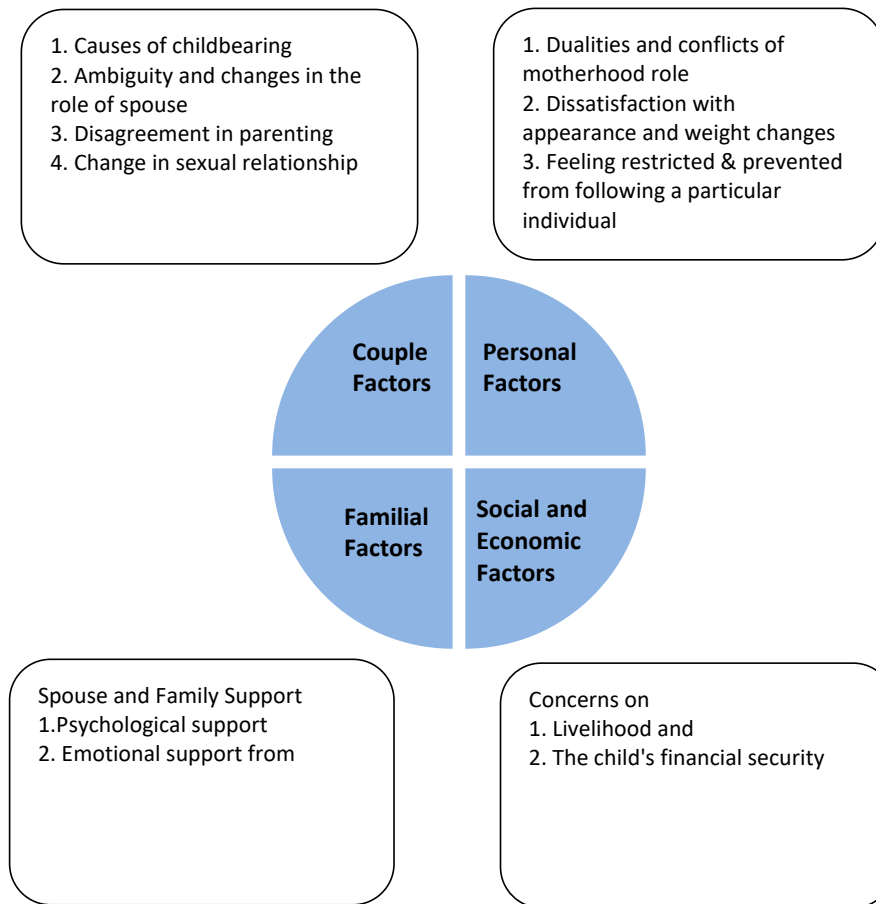 1. Causes of childbearing
2. Ambiguity and changes in the
role of spouse
3. Disagreement in parenting
4. Change in sexual relationship
1. Dualities and conflicts of
motherhood role
2. Dissatisfaction with
appearance and weight changes
3. Feeling restricted & prevented
from following a particular
individual
Couple
Factors
Personal
Factors
Familial
Factors
Social and
Economic
Factors
Spouse and Family Support
1.Psychological support
2. Emotional support from
Concerns on
1. Livelihood and
2. The child's financial security